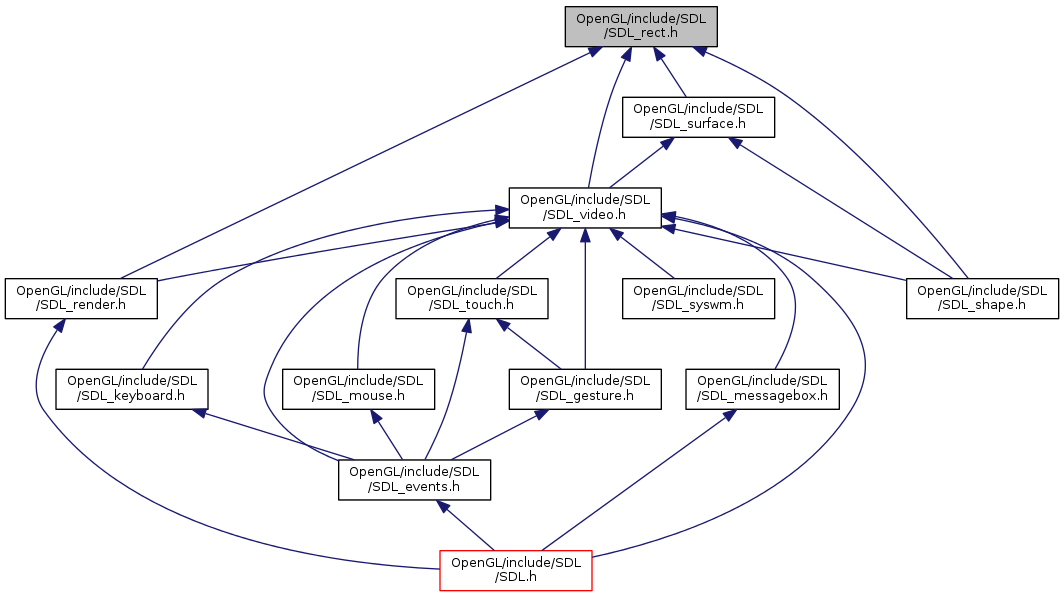 OpenGL/include/SDL
/SDL_rect.h
OpenGL/include/SDL
/SDL_surface.h
OpenGL/include/SDL
/SDL_video.h
OpenGL/include/SDL
/SDL_render.h
OpenGL/include/SDL
/SDL_touch.h
OpenGL/include/SDL
/SDL_syswm.h
OpenGL/include/SDL
/SDL_shape.h
OpenGL/include/SDL
/SDL_keyboard.h
OpenGL/include/SDL
/SDL_mouse.h
OpenGL/include/SDL
/SDL_gesture.h
OpenGL/include/SDL
/SDL_messagebox.h
OpenGL/include/SDL
/SDL_events.h
OpenGL/include/SDL
/SDL.h